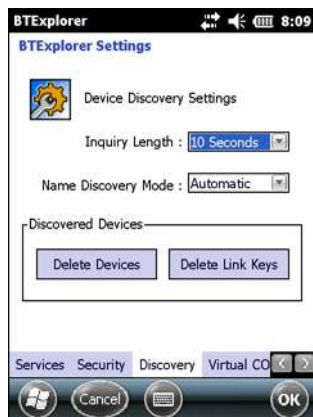 BTExplorer 8:09
BTExplorer Settings
Device Discovery Settings
Inquiry Length : 10 Seconds
Name Discovery Mode : Automatic
Discovered Devices
Delete Devices Delete Link Keys
Services Security Discovery Virtual CO
Cancel OK